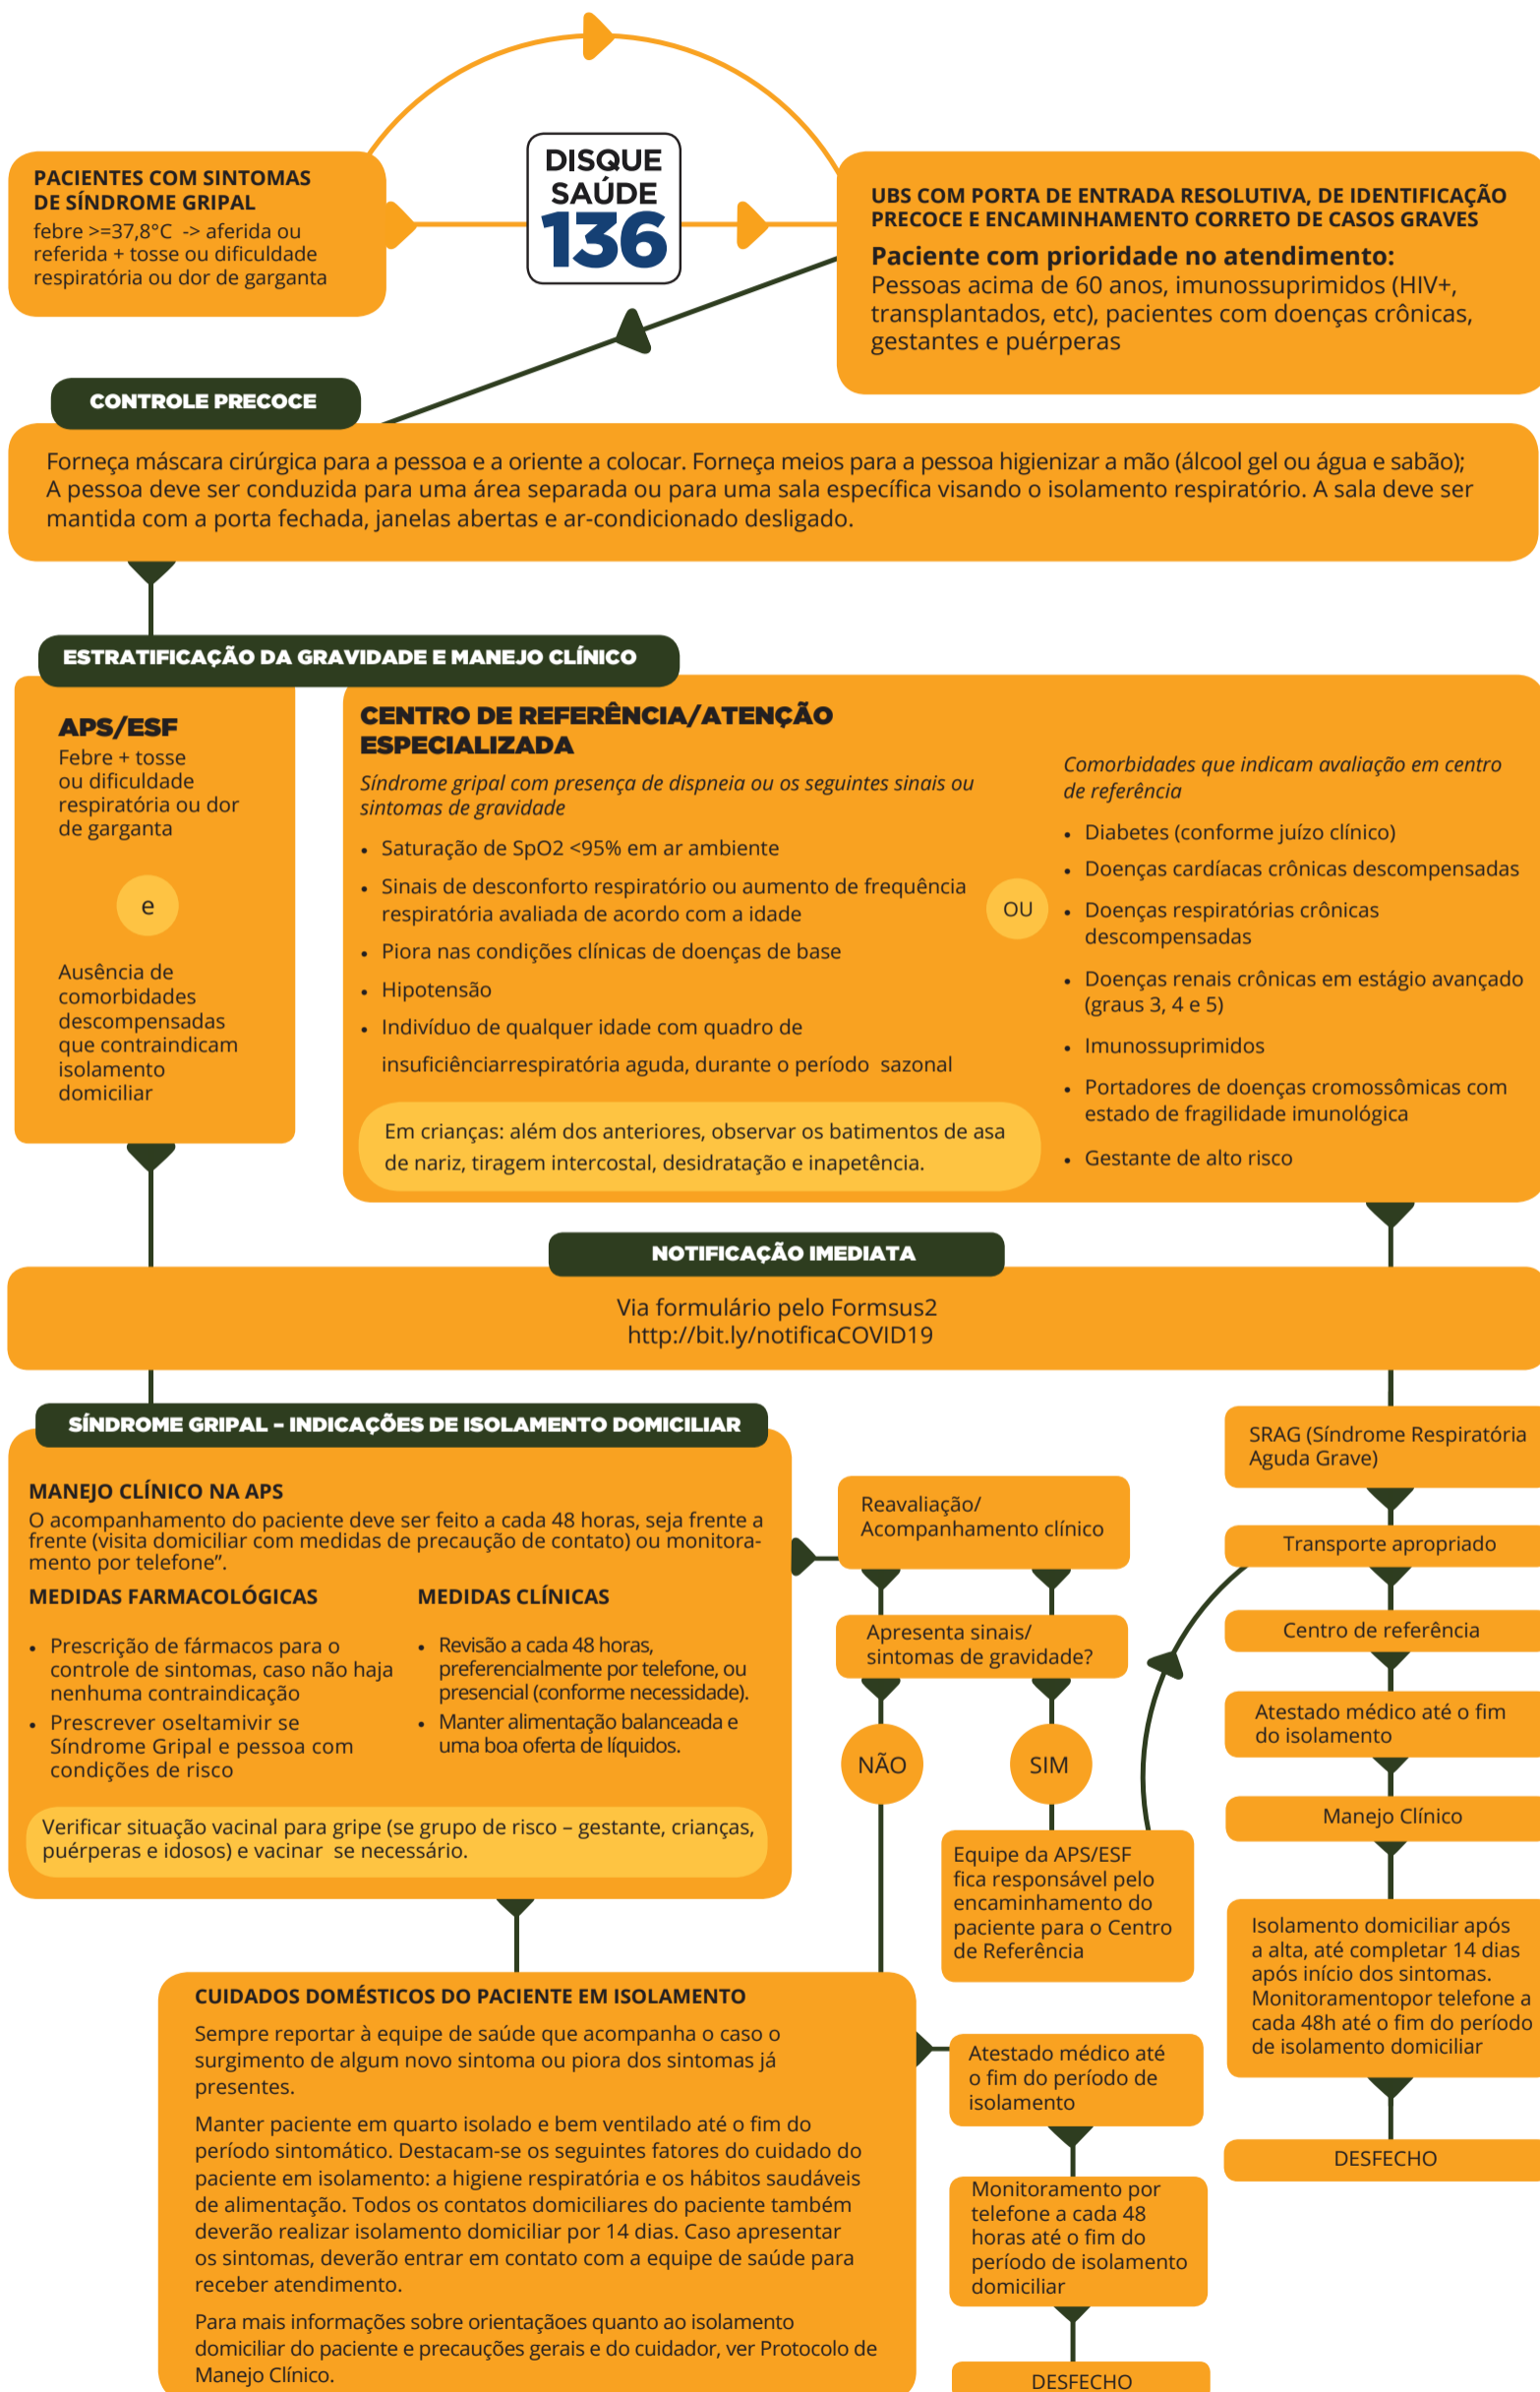 PACIENTES COM SINTOMAS
DE SÍNDROME GRIPAL
febre >=37,8°C -> aferida ou
referida + tosse ou dificuldade
respiratória ou dor de garganta
DISQUE
SAÚDE
136
UBS COM PORTA DE ENTRADA RESOLUTIVA, DE IDENTIFICAÇÃO
PRECOCE E ENCAMINHAMENTO CORRETO DE CASOS GRAVES
Paciente com prioridade no atendimento:
Pessoas acima de 60 anos, imunossuprimidos (HIV+,
transplantados, etc), pacientes com doenças crônicas,
gestantes e puérperas
CONTROLE PRECOCE
Forneça máscara cirúrgica para a pessoa e a oriente a colocar. Forneça meios para a pessoa higienizar a mão (álcool gel ou água e sabão);
A pessoa deve ser conduzida para uma área separada ou para uma sala específica visando o isolamento respiratório. A sala deve ser
mantida com a porta fechada, janelas abertas e ar-condicionado desligado.
ESTRATIFICAÇÃO DA GRAVIDADE E MANEJO CLÍNICO
APS/ESF
Febre + tosse
ou dificuldade
respiratória ou dor
de garganta
e
Ausência de
comorbidades
descompensadas
que contraindicam
isolamento
domiciliar
CENTRO DE REFERÊNCIA/ATENÇÃO
ESPECIALIZADA
Síndrome gripal com presença de dispneia ou os seguintes sinais ou
sintomas de gravidade
• Saturação de SpO2 <95% em ar ambiente
• Sinais de desconforto respiratório ou aumento de frequência
respiratória avaliada de acordo com a idade
• Piora nas condições clínicas de doenças de base
• Hipotensão
• Indivíduo de qualquer idade com quadro de
insuficiênciarrespiratória aguda, durante o período sazonal
Em crianças: além dos anteriores, observar os batimentos de asa
de nariz, tiragem intercostal, desidratação e inapetência.
OU
Comorbidades que indicam avaliação em centro
de referência
• Diabetes (conforme juízo clínico)
• Doenças cardíacas crônicas descompensadas
• Doenças respiratórias crônicas
descompensadas
• Doenças renais crônicas em estágio avançado
(graus 3, 4 e 5)
• Imunossuprimidos
• Portadores de doenças cromossômicas com
estado de fragilidade imunológica
• Gestante de alto risco
NOTIFICAÇÃO IMEDIATA
Via formulário pelo Formsus2
http://bit.ly/notificaCOVID19
SÍNDROME GRIPAL – INDICAÇÕES DE ISOLAMENTO DOMICILIAR
MANEJO CLÍNICO NA APS
O acompanhamento do paciente deve ser feito a cada 48 horas, seja frente a
frente (visita domiciliar com medidas de precaução de contato) ou monitora-
mento por telefone”.
MEDIDAS FARMACOLÓGICAS
• Prescrição de fármacos para o
controle de sintomas, caso não haja
nenhuma contraindicação
• Prescrever oseltamivir se
Síndrome Gripal e pessoa com
condições de risco
MEDIDAS CLÍNICAS
• Revisão a cada 48 horas,
preferencialmente por telefone, ou
presencial (conforme necessidade).
• Manter alimentação balanceada e
uma boa oferta de líquidos.
Verificar situação vacinal para gripe (se grupo de risco – gestante, crianças,
puérperas e idosos) e vacinar se necessário.
Reavaliação/
Acompanhamento clínico
Apresenta sinais/
sintomas de gravidade?
NÃO
SIM
Equipe da APS/ESF
fica responsável pelo
encaminhamento do
paciente para o Centro
de Referência
SRAG (Síndrome Respiratória
Aguda Grave)
Transporte apropriado
Centro de referência
Atestado médico até o fim
do isolamento
Manejo Clínico
Isolamento domiciliar após
a alta, até completar 14 dias
após início dos sintomas.
Monitoramentopor telefone a
cada 48h até o fim do período
de isolamento domiciliar
DESFECHO
CUIDADOS DOMÉSTICOS DO PACIENTE EM ISOLAMENTO
Sempre reportar à equipe de saúde que acompanha o caso o
surgimento de algum novo sintoma ou piora dos sintomas já
presentes.
Manter paciente em quarto isolado e bem ventilado até o fim do
período sintomático. Destacam-se os seguintes fatores do cuidado do
paciente em isolamento: a higiene respiratória e os hábitos saudáveis
de alimentação. Todos os contatos domiciliares do paciente também
deverão realizar isolamento domiciliar por 14 dias. Caso apresentar
os sintomas, deverão entrar em contato com a equipe de saúde para
receber atendimento.
Para mais informações sobre orientaçãoes quanto ao isolamento
domiciliar do paciente e precauções gerais e do cuidador, ver Protocolo de
Manejo Clínico.
Atestado médico até
o fim do período de
isolamento
Monitoramento por
telefone a cada 48
horas até o fim do
período de isolamento
domiciliar
DESFECHO